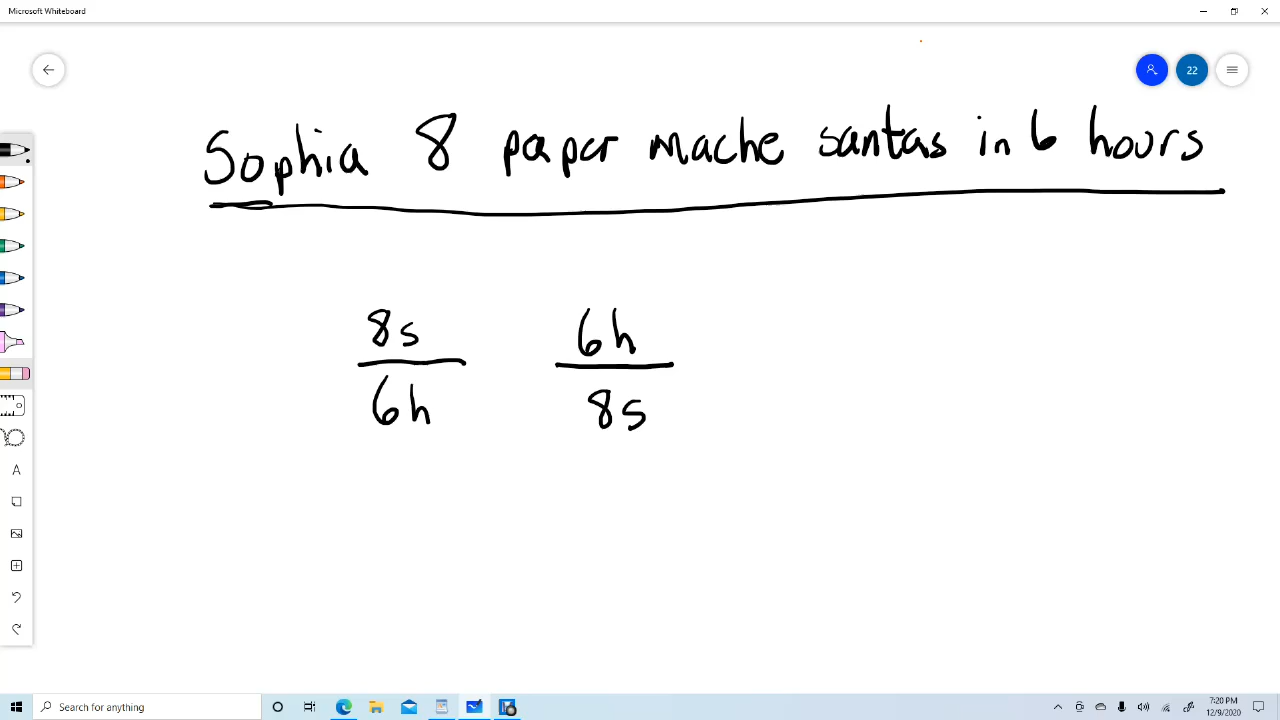 Microsoft Whiteboard
22
Sophia 8 paper mache santas in 6 hours
8s 6h
6h 8s
A
Search for anything
7:20 PM
12/9/2020